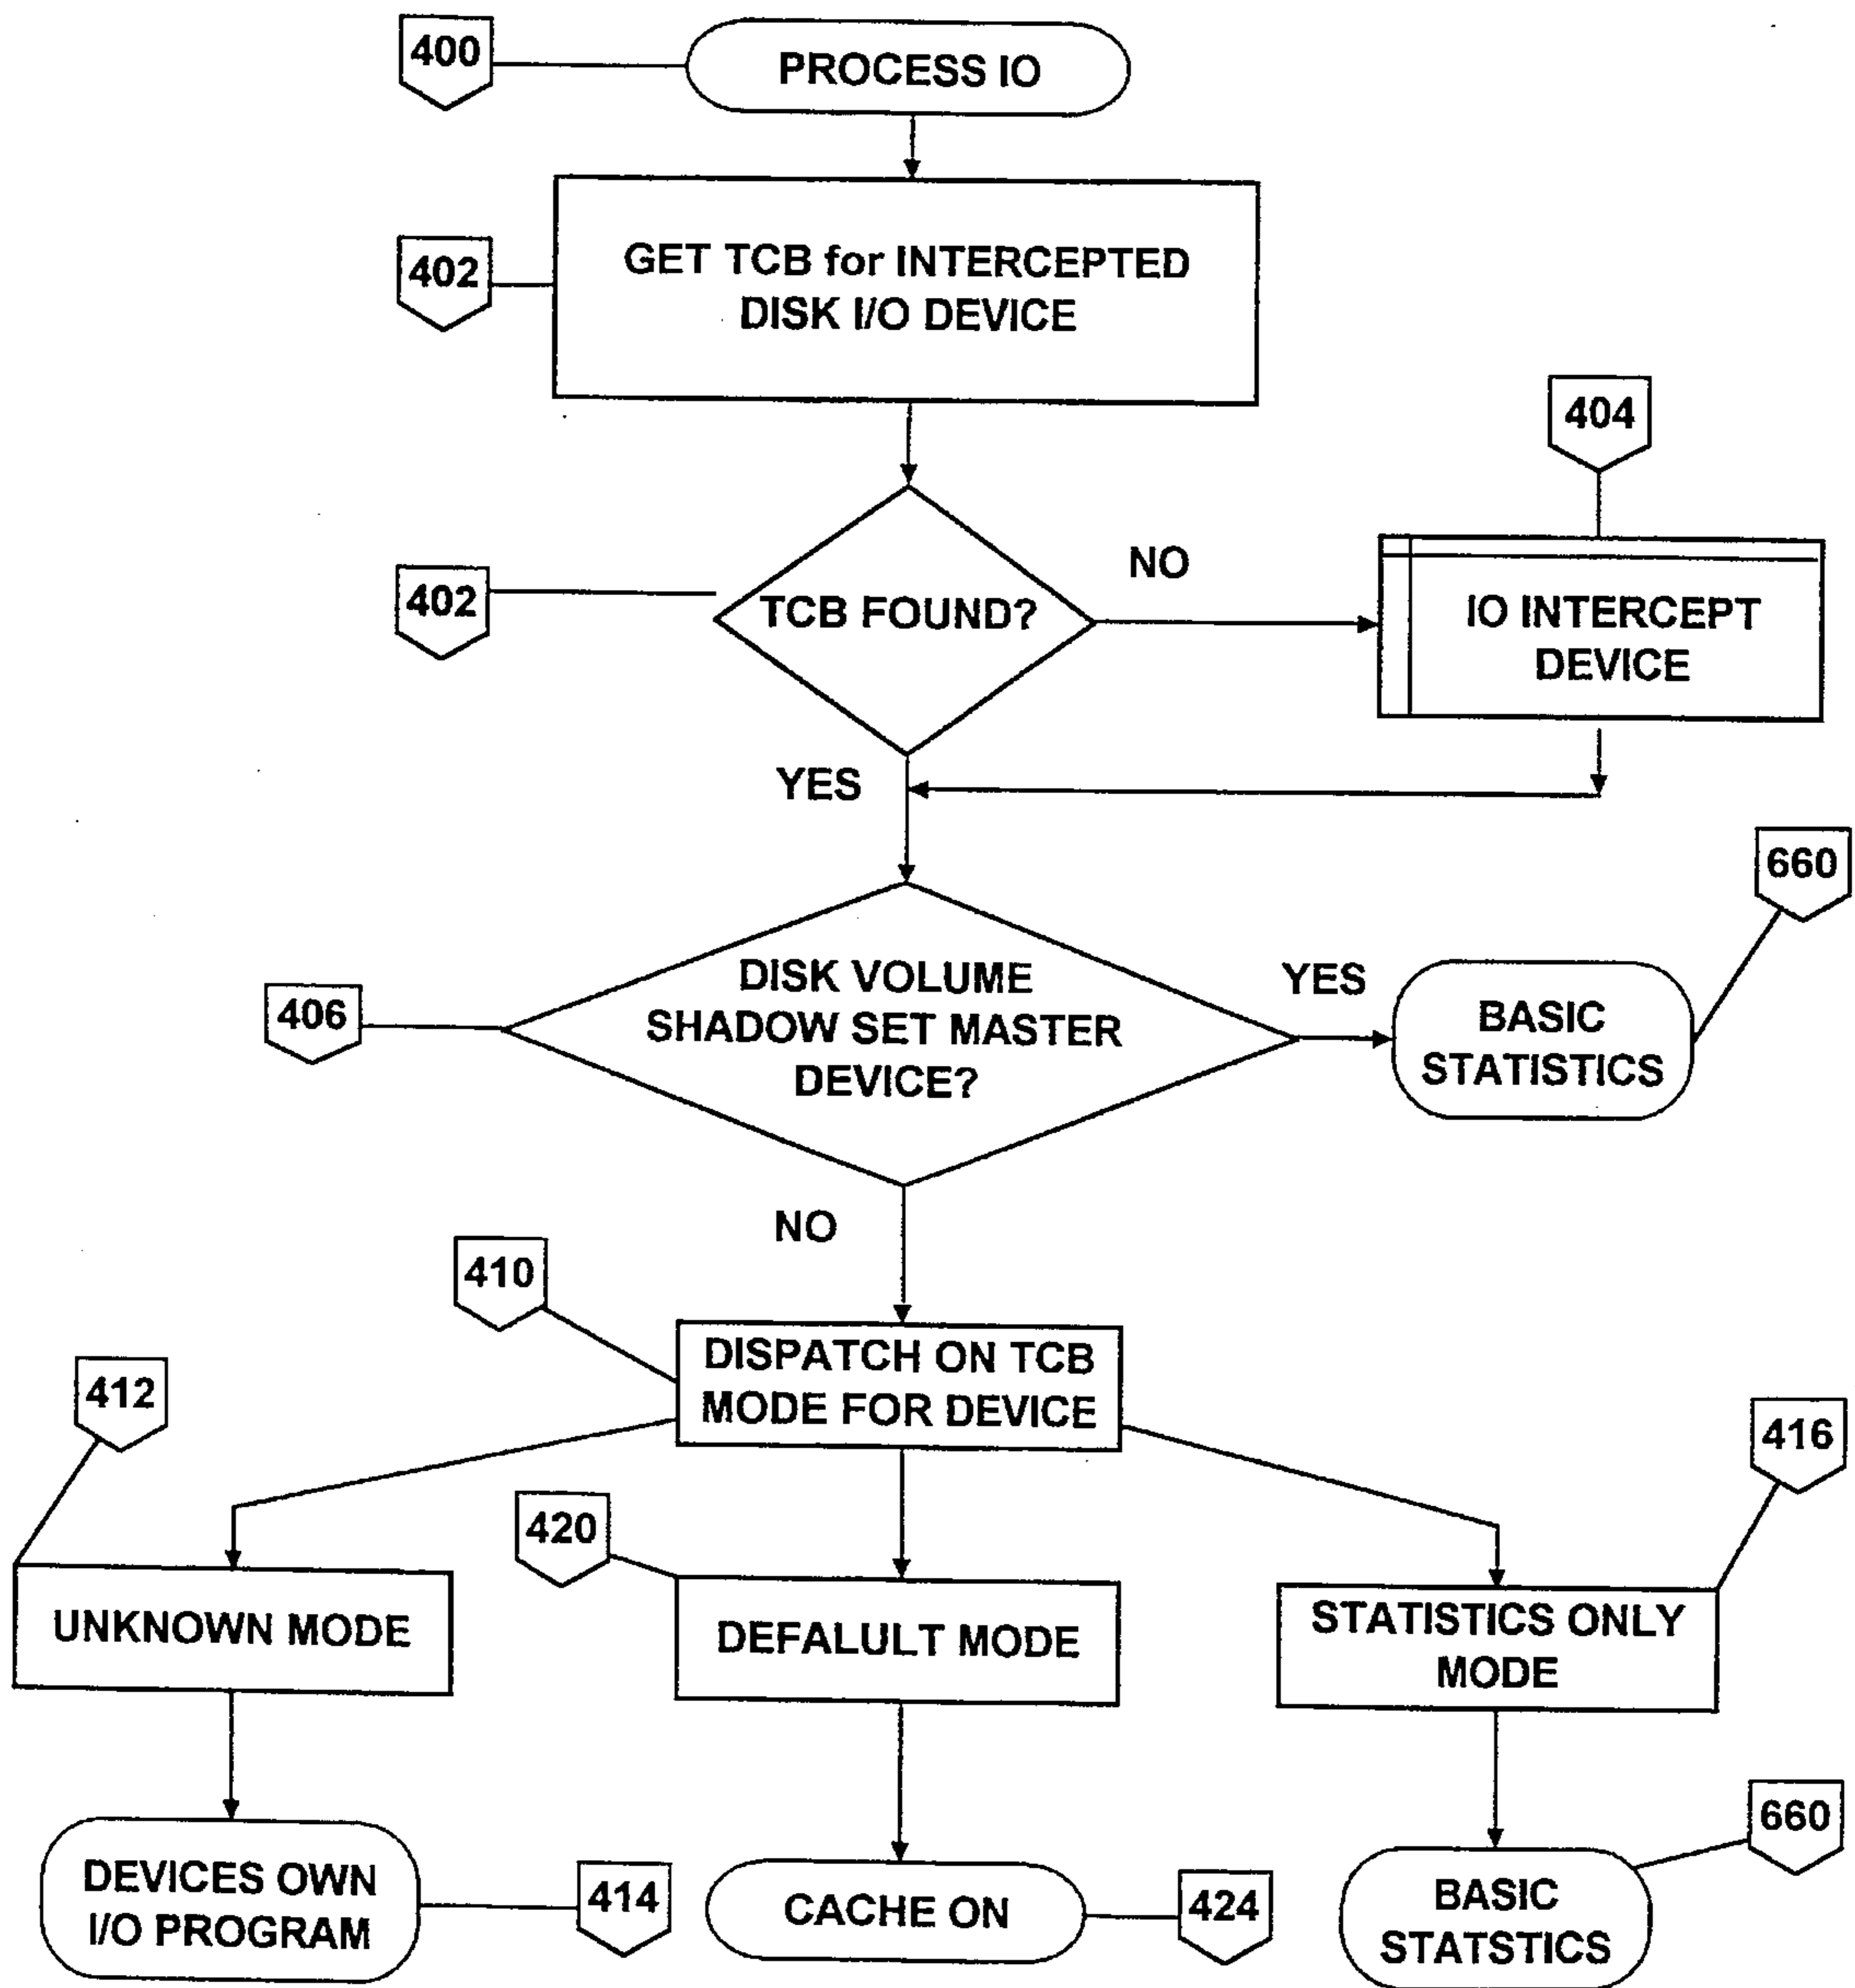 400
PROCESS IO
402
GET TCB for INTERCEPTED
DISK I/O DEVICE
404
402
TCB FOUND?
NO
IO INTERCEPT
DEVICE
YES
660
406
DISK VOLUME
SHADOW SET MASTER
DEVICE?
YES
BASIC
STATISTICS
NO
410
DISPATCH ON TCB
MODE FOR DEVICE
412
416
420
UNKNOWN MODE
DEFALULT MODE
STATISTICS ONLY
MODE
660
DEVICES OWN
I/O PROGRAM
414
CACHE ON
424
BASIC
STATSTICS